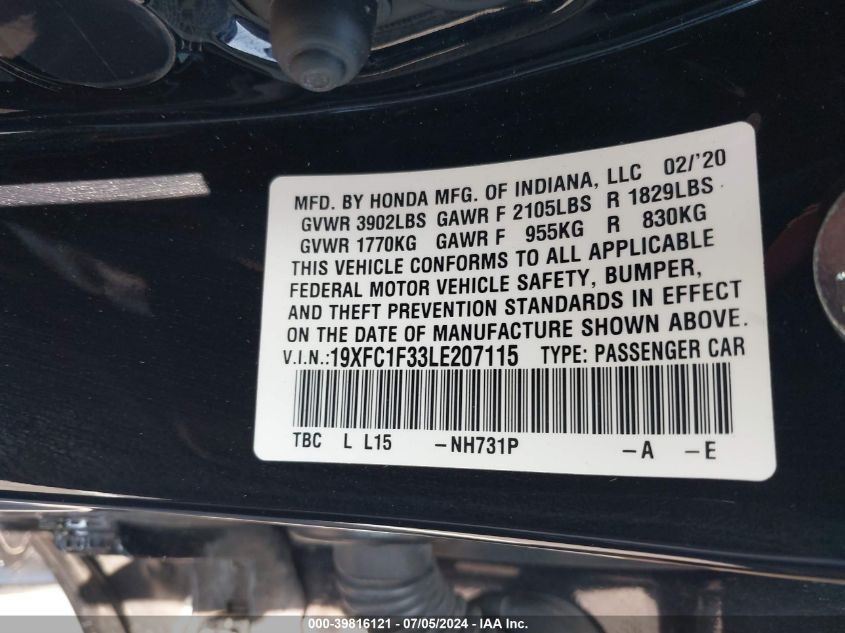 MFD. BY HONDA MFG. OF INDIANA, LLC 02/'20
GVWR 3902LBS GAWR F 2105LBS R 1829LBS
GVWR 1770KG GAWR F 955KG R 830KG
THIS VEHICLE CONFORMS TO ALL APPLICABLE
FEDERAL MOTOR VEHICLE SAFETY, BUMPER,
AND THEFT PREVENTION STANDARDS IN EFFECT
ON THE DATE OF MANUFACTURE SHOWN ABOVE.
V.I.N.:19XFC1F33LE207115 TYPE: PASSENGER CAR
TBC L L15 -NH731P -A -E
000-39816121 - 07/05/2024 - IAA Inc.